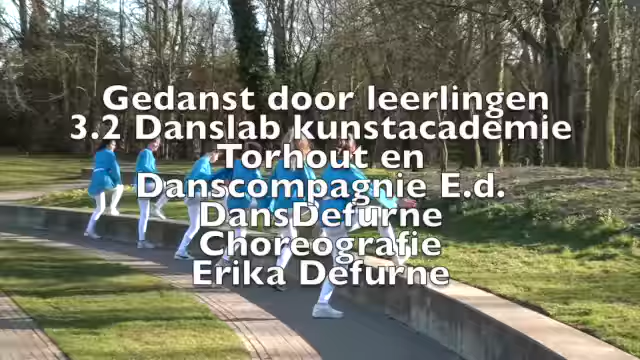 Gedanst door leerlingen
3.2 Danslab kunstacademie
Torhout en
Danscompagnie E.d.
DansDefurne
Choreografie
Erika Defurne